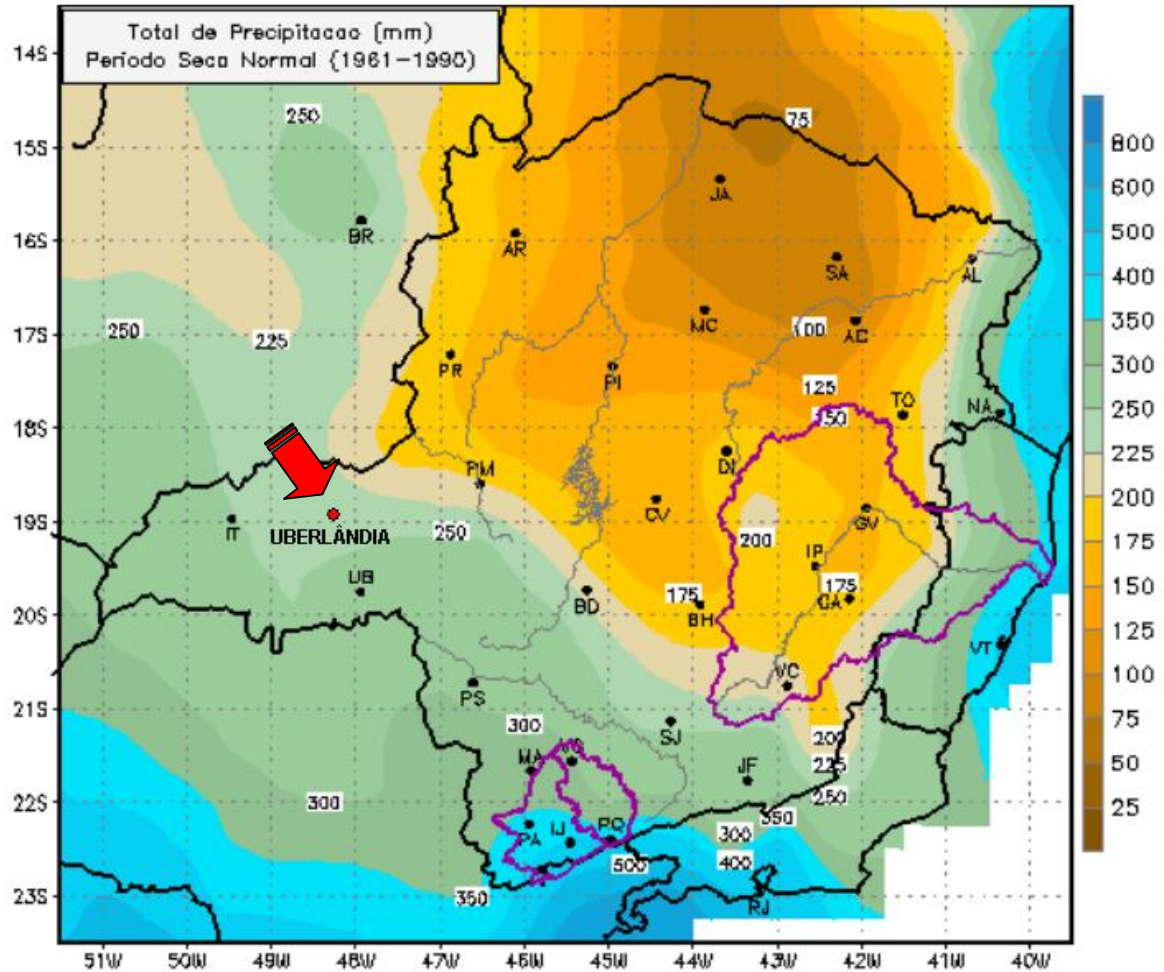 Total de Precipitacao (mm)
Periodo Seca Normal (1961-1990)
14S
15S
16S
17S
18S
19S
20S
21S
22S
23S
250
75
JA
BR
AR
SA
AL
MC
100
AC
250
225
PR
PI
125
TO
NA
150
DI
PM
CV
GV
IT
UBERLÂNDIA
250
200
IP
UB
BD
175
BH
175
CA
VT
VC
PS
300
SJ
200
MA
VG
JF
225
250
300
350
PA
IJ
PQ
300
500
400
350
RJ
800
600
500
400
350
300
250
225
200
175
150
125
100
75
50
25
51W
50W
49W
48W
47W
46W
45W
44W
43W
42W
41W
40W